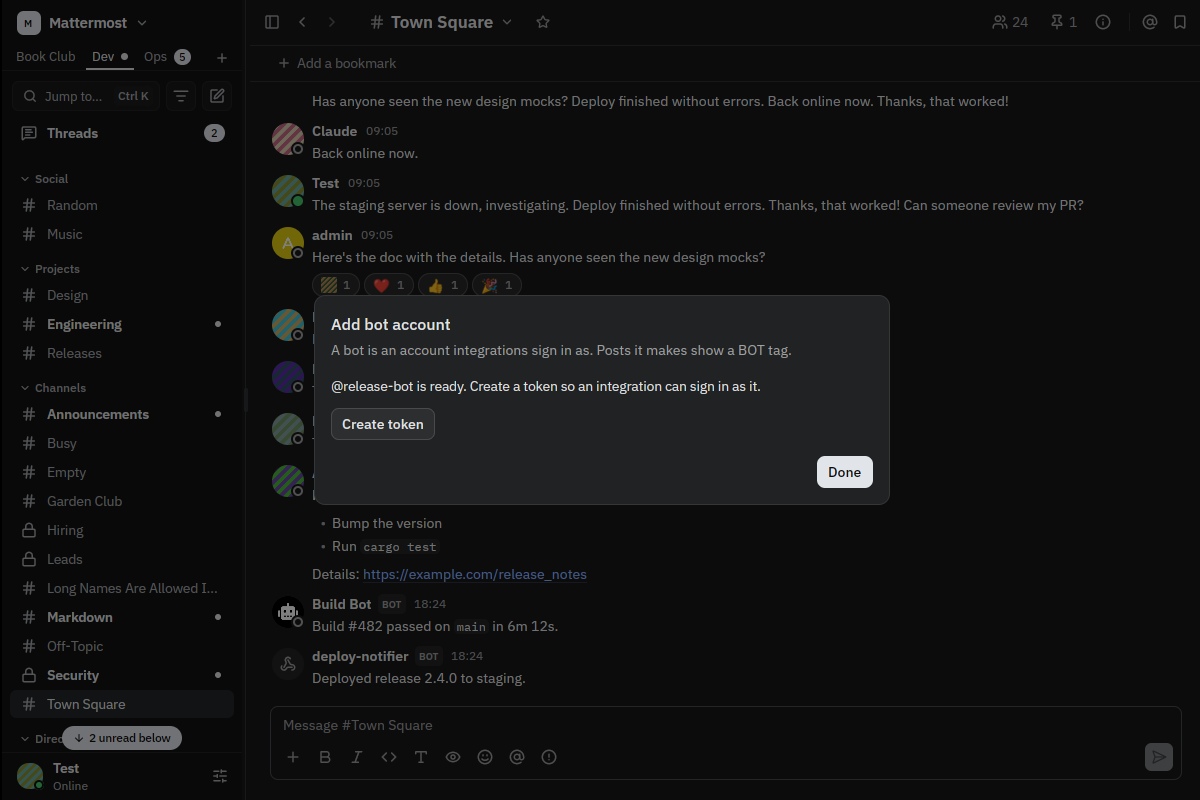 M Mattermost
Book Club Dev Ops 5
Jump to... Ctrl K
Threads 2
Social
Random
Music
Projects
Design
Engineering
Releases
Channels
Announcements
Busy
Empty
Garden Club
Hiring
Leads
Long Names Are Allowed I...
Markdown
Off-Topic
Security
Town Square
2 unread below
Test
Online
Town Square
24 1
Add a bookmark
Has anyone seen the new design mocks? Deploy finished without errors. Back online now. Thanks, that worked!
Claude 09:05
Back online now.
Test 09:05
The staging server is down, investigating. Deploy finished without errors. Thanks, that worked! Can someone review my PR?
A admin 09:05
Here's the doc with the details. Has anyone seen the new design mocks?
1 1 1 1
Add bot account
A bot is an account integrations sign in as. Posts it makes show a BOT tag.
@release-bot is ready. Create a token so an integration can sign in as it.
Create token
Done
• Bump the version
• Run cargo test
Details: https://example.com/release_notes
Build Bot BOT 18:24
Build #482 passed on main in 6m 12s.
deploy-notifier BOT 18:24
Deployed release 2.4.0 to staging.
Message #Town Square